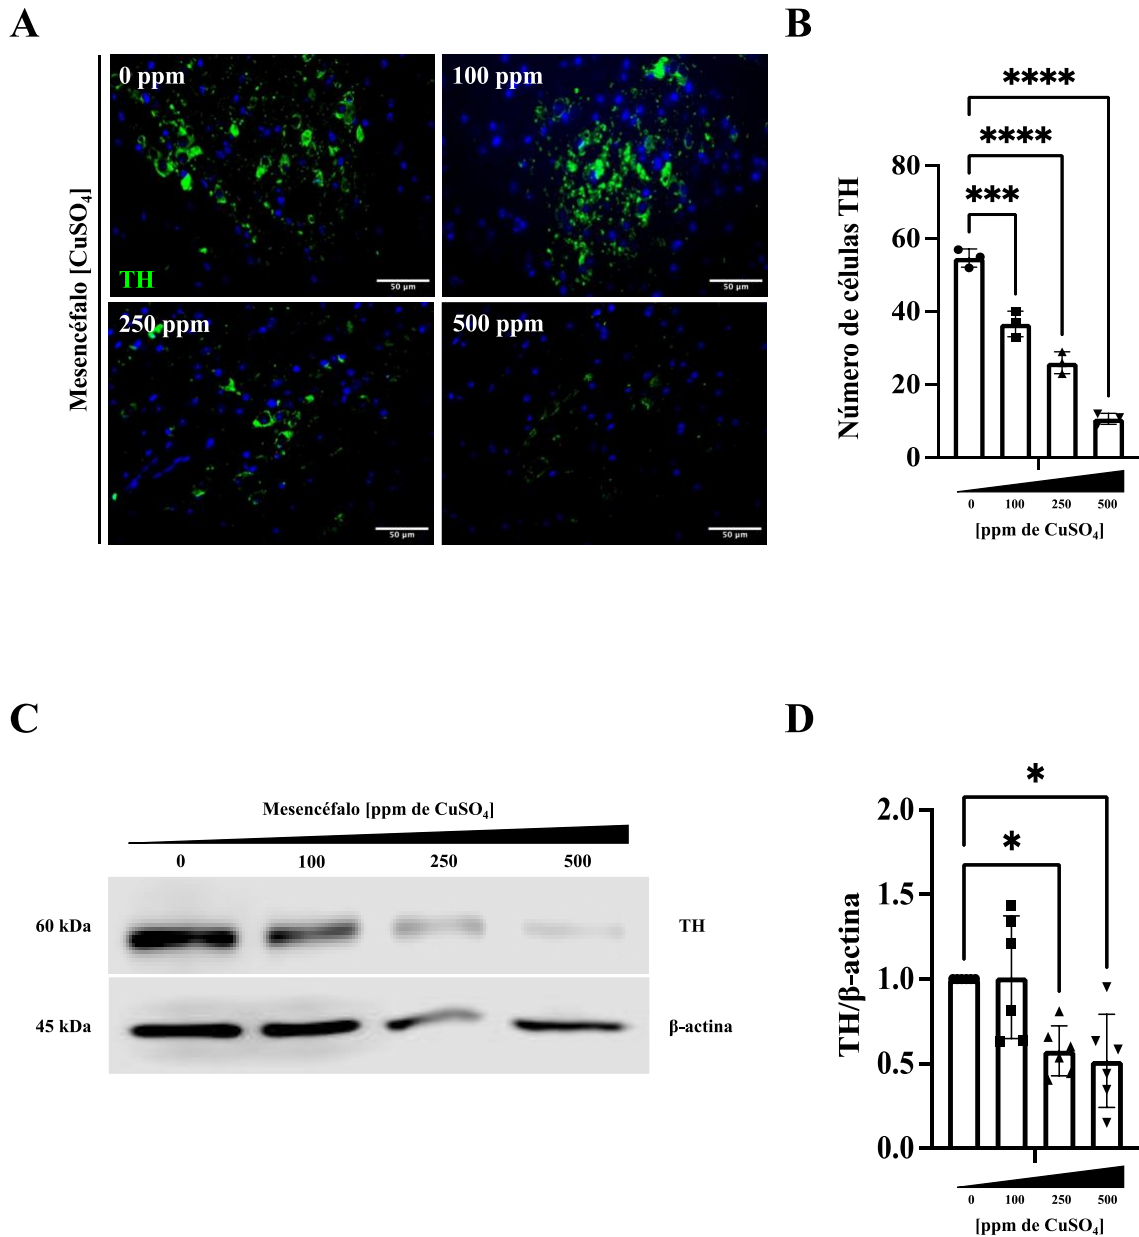 A
Mesencéfalo [CuSO₄]
0 ppm
TH
50 µm
100 ppm
50 µm
250 ppm
50 µm
500 ppm
50 µm
B
****
****
***
Número de células TH
80
60
40
20
0
0 100 250 500
[ppm de CuSO₄]
C
Mesencéfalo [ppm de CuSO₄]
0 100 250 500
60 kDa TH
45 kDa β-actina
D
*
*
TH/β-actina
2.0
1.5
1.0
0.5
0.0
0 100 250 500
[ppm de CuSO₄]